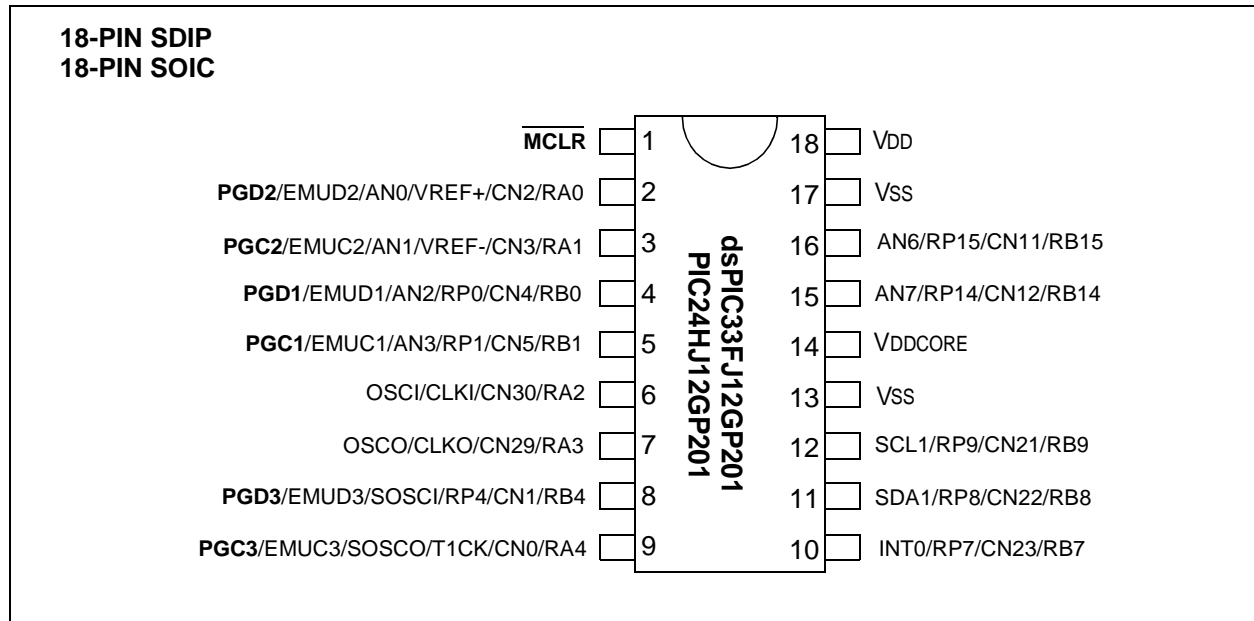 18-PIN SDIP
18-PIN SOIC
MCLR 1
PGD2/EMUD2/AN0/VREF+/CN2/RA0 2
PGC2/EMUC2/AN1/VREF-/CN3/RA1 3
PGD1/EMUD1/AN2/RP0/CN4/RB0 4
PGC1/EMUC1/AN3/RP1/CN5/RB1 5
OSCI/CLKI/CN30/RA2 6
OSCO/CLKO/CN29/RA3 7
PGD3/EMUD3/SOSCI/RP4/CN1/RB4 8
PGC3/EMUC3/SOSCO/T1CK/CN0/RA4 9
dsPIC33FJ12GP201
PIC24HJ12GP201
18 VDD
17 VSS
16 AN6/RP15/CN11/RB15
15 AN7/RP14/CN12/RB14
14 VDDCORE
13 VSS
12 SCL1/RP9/CN21/RB9
11 SDA1/RP8/CN22/RB8
10 INT0/RP7/CN23/RB7